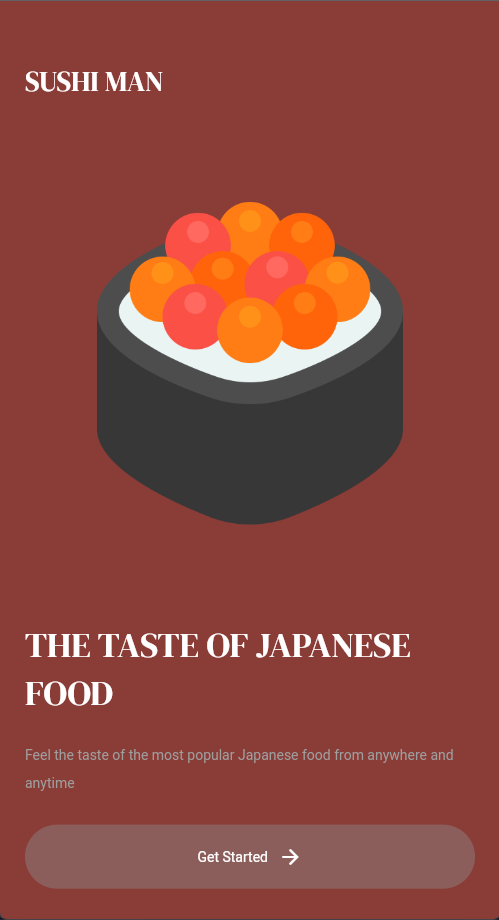 SUSHI MAN
THE TASTE OF JAPANESE
FOOD
Feel the taste of the most popular Japanese food from anywhere and
anytime
Get Started